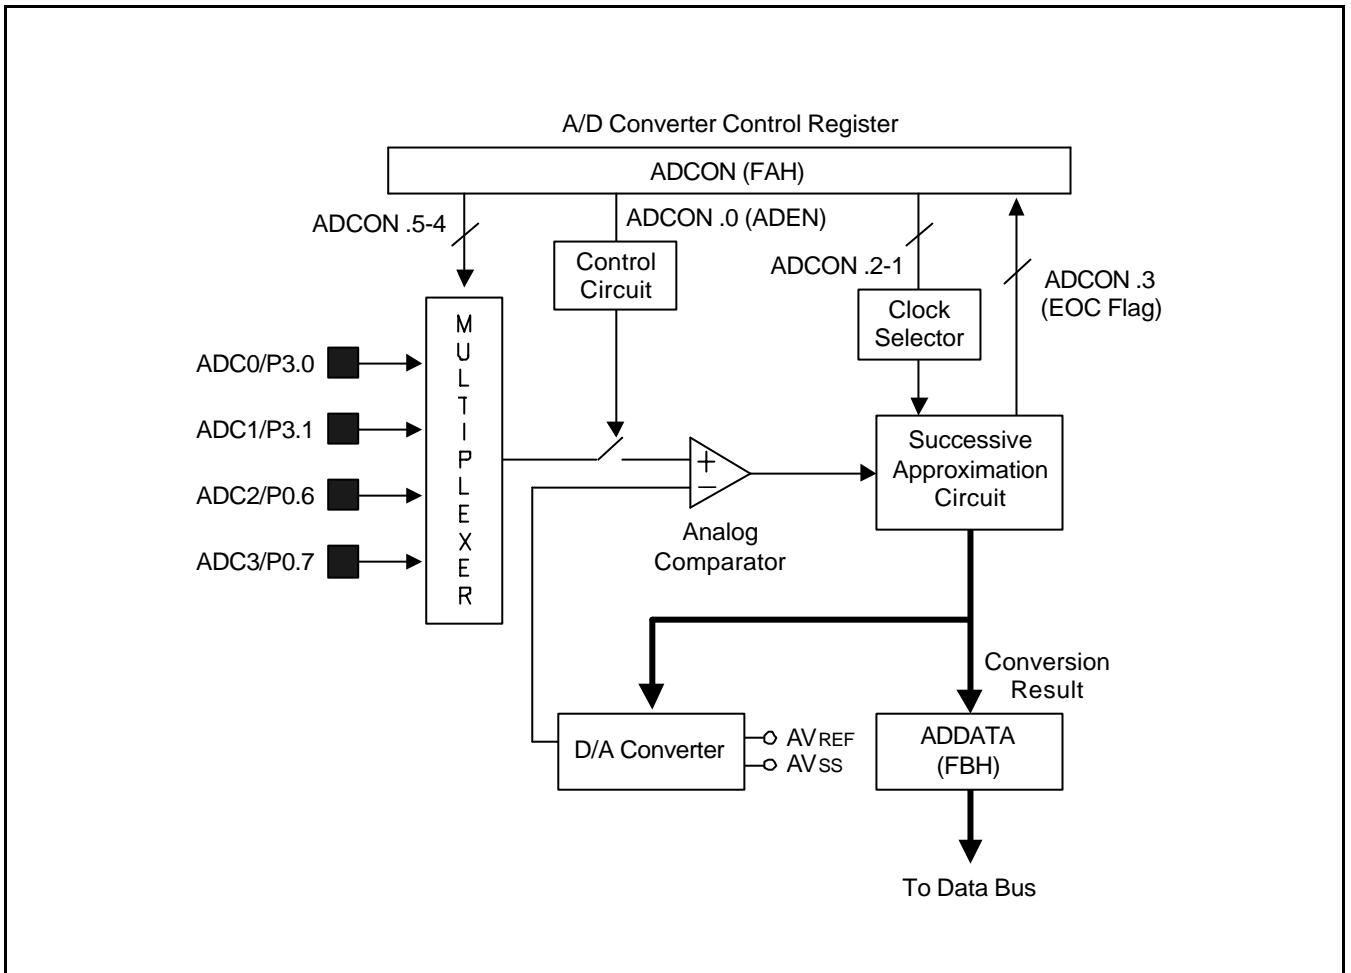 A/D Converter Control Register
ADCON (FAH)
ADCON .5-4
ADCON .0 (ADEN)
Control
Circuit
ADCON .2-1
ADCON .3
(EOC Flag)
Clock
Selector
MULTIPLEXER
ADC0/P3.0
ADC1/P3.1
ADC2/P0.6
ADC3/P0.7
+
−
Analog
Comparator
Successive
Approximation
Circuit
Conversion
Result
D/A Converter
AVREF
AVSS
ADDATA
(FBH)
To Data Bus